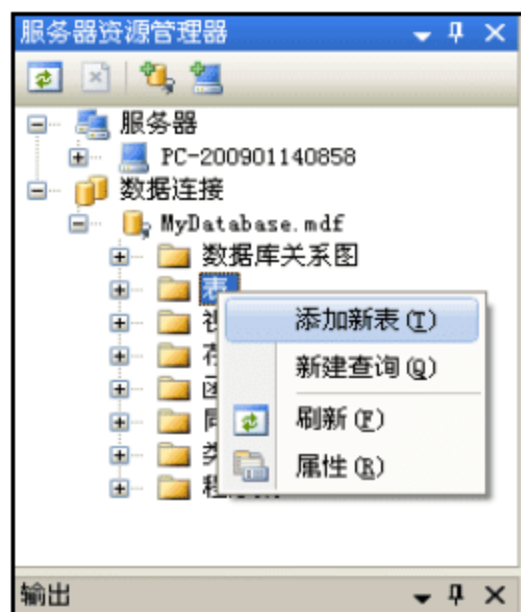 服务器资源管理器
服务器
PC-200901140858
数据连接
MyDatabase.mdf
数据库关系图
表
添加新表(T)
新建查询(Q)
刷新(F)
属性(R)
输出